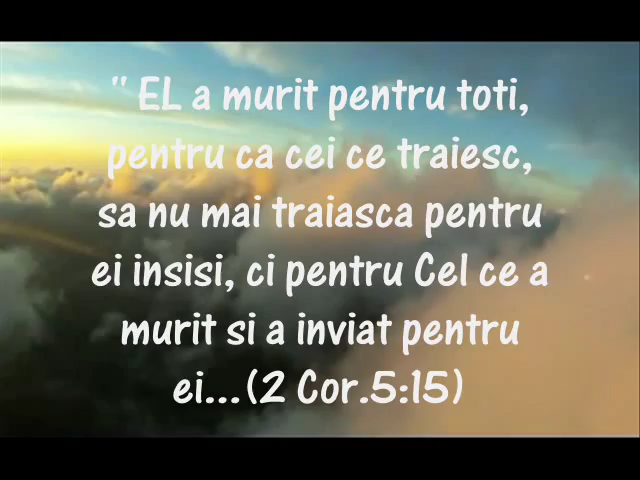 " EL a murit pentru toti,
pentru ca cei ce traiesc,
sa nu mai traiasca pentru
ei insisi, ci pentru Cel ce a
murit si a inviat pentru
ei...(2 Cor.5:15)